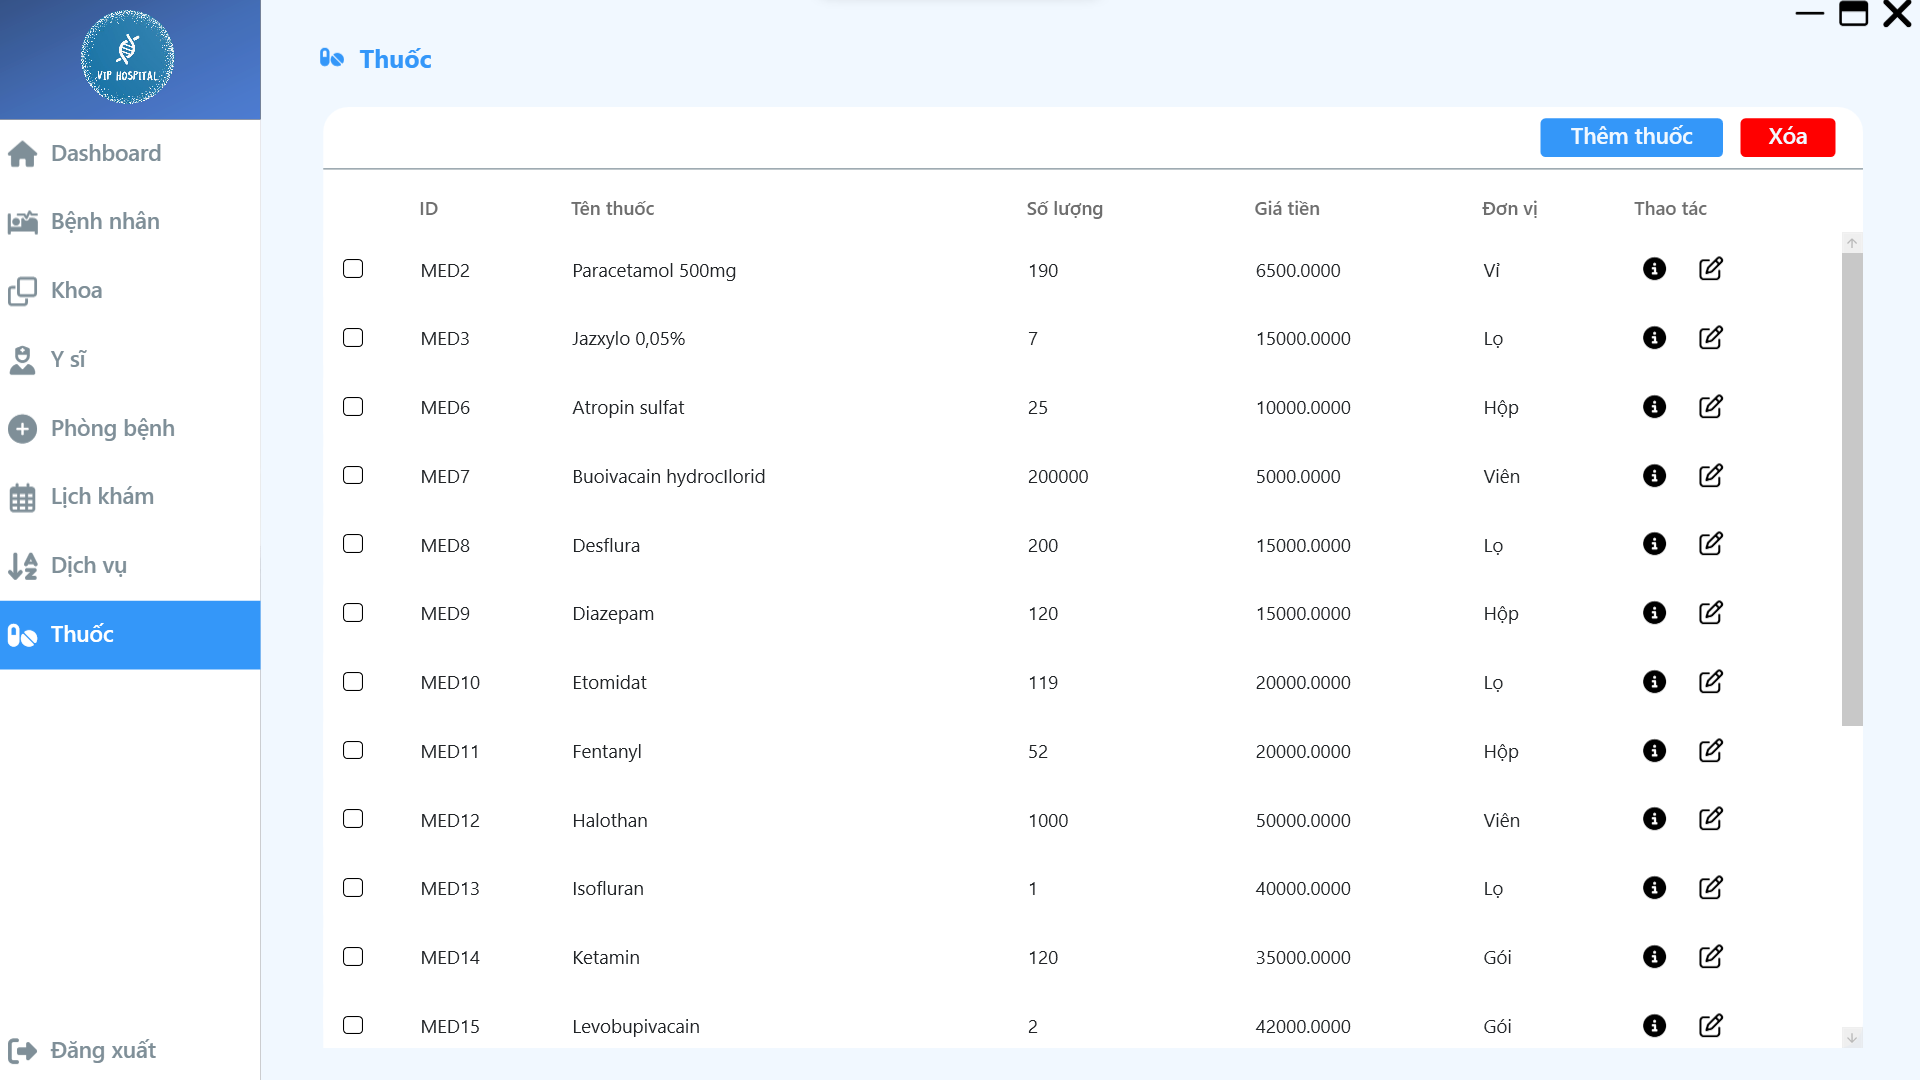 VIP HOSPITAL
Dashboard
Bệnh nhân
Khoa
Y sĩ
Phòng bệnh
Lịch khám
Dịch vụ
Thuốc
Đăng xuất
Thuốc
Thêm thuốc Xóa
ID Tên thuốc Số lượng Giá tiền Đơn vị Thao tác
MED2 Paracetamol 500mg 190 6500.0000 Vỉ
MED3 Jazxylo 0,05% 7 15000.0000 Lọ
MED6 Atropin sulfat 25 10000.0000 Hộp
MED7 Buoivacain hydrocIlorid 200000 5000.0000 Viên
MED8 Desflura 200 15000.0000 Lọ
MED9 Diazepam 120 15000.0000 Hộp
MED10 Etomidat 119 20000.0000 Lọ
MED11 Fentanyl 52 20000.0000 Hộp
MED12 Halothan 1000 50000.0000 Viên
MED13 Isofluran 1 40000.0000 Lọ
MED14 Ketamin 120 35000.0000 Gói
MED15 Levobupivacain 2 42000.0000 Gói